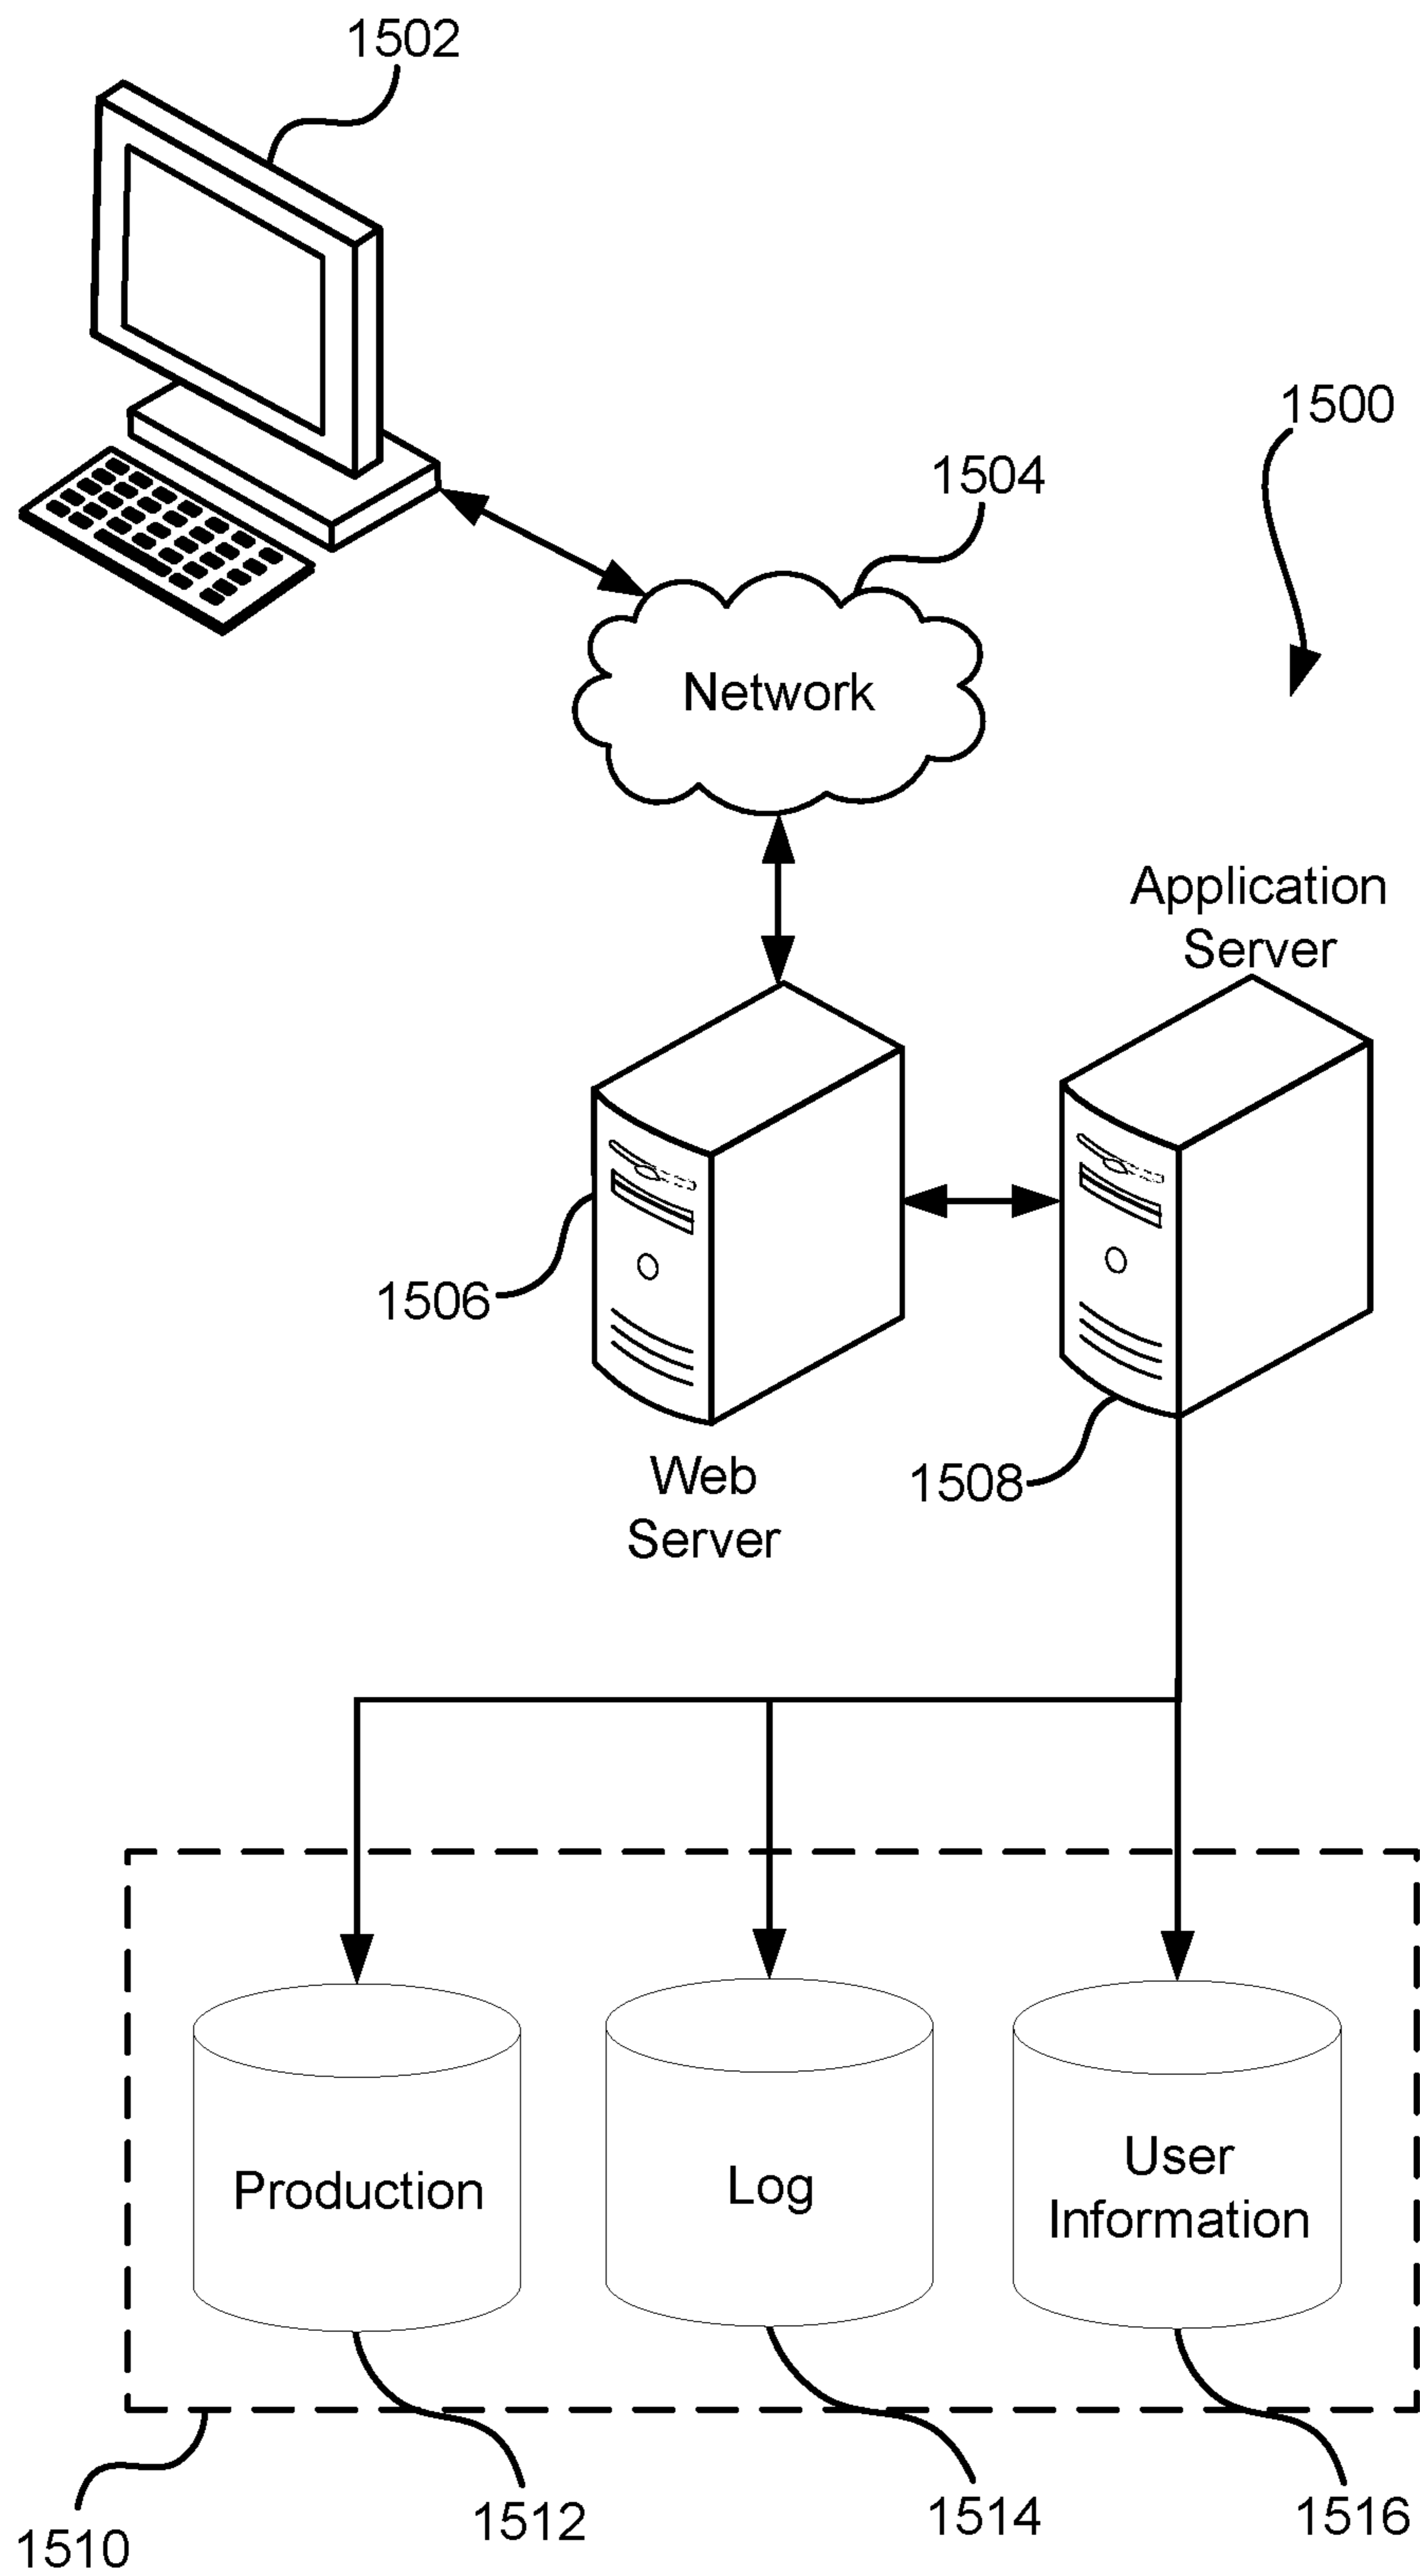 1502
1500
1504
Network
Application
Server
1506
1508
Web
Server
Production
Log
User
Information
1510
1512
1514
1516